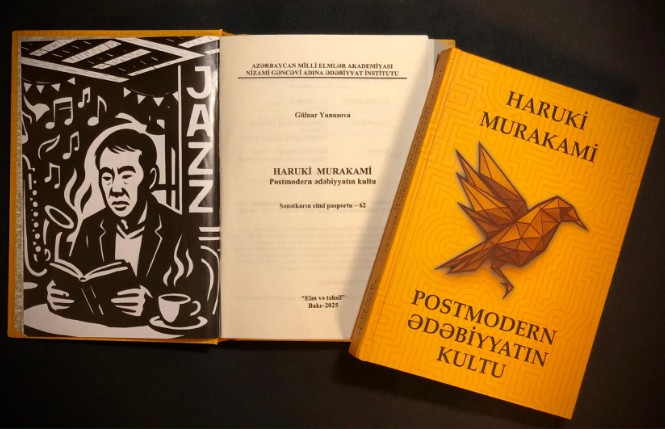 JAZZ
AZƏRBAYCAN MİLLİ ELMLƏR AKADEMİYASI
NİZAMİ GƏNCƏVİ ADINA ƏDƏBİYYAT İNSTİTUTU
Gülnar Yunusova
HARUKİ MURAKAMİ
Postmodern ədəbiyyatın kultu
Sənətkarın elmi pasportu – 62
"Elm və təhsil"
Bakı-2025
HARUKİ
MURAKAMİ
POSTMODERN
ƏDƏBİYYATIN
KULTU